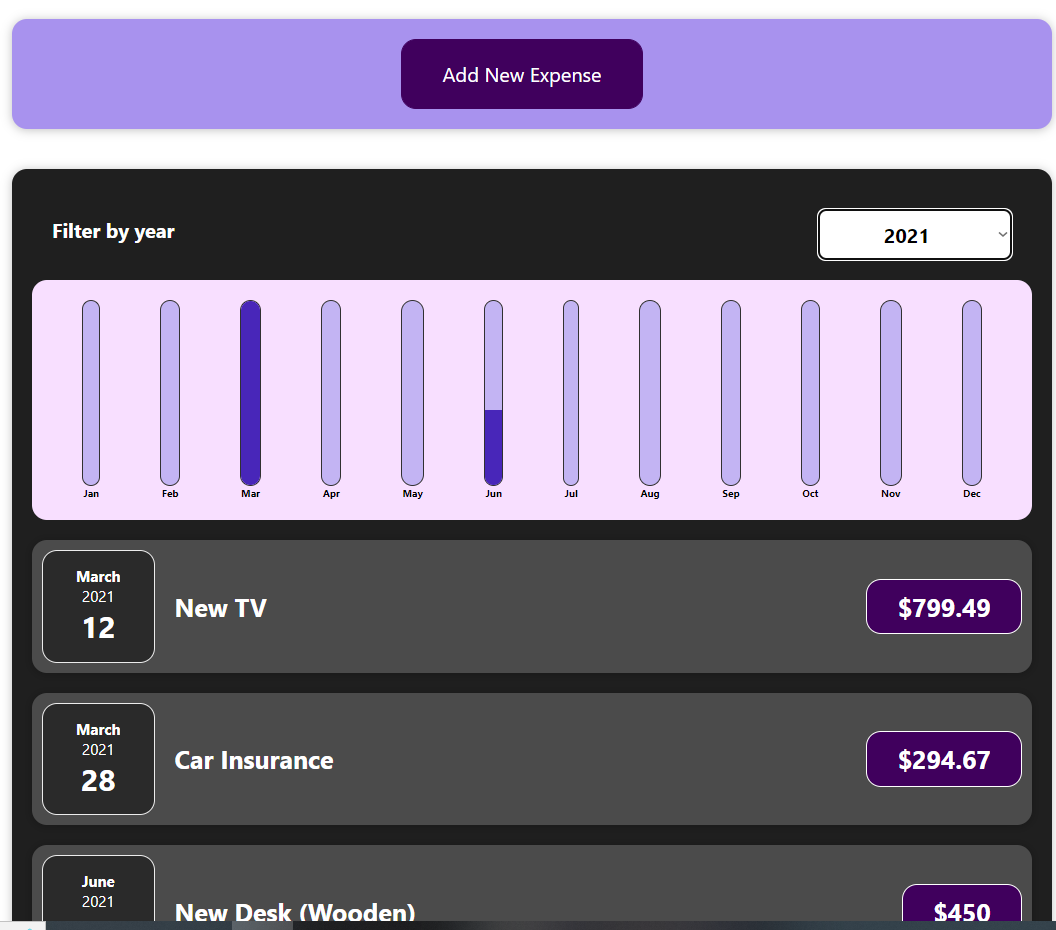 Add New Expense
Filter by year
2021
Jan Feb Mar Apr May Jun Jul Aug Sep Oct Nov Dec
March
2021
12
New TV
$799.49
March
2021
28
Car Insurance
$294.67
June
2021
New Desk (Wooden)
$450